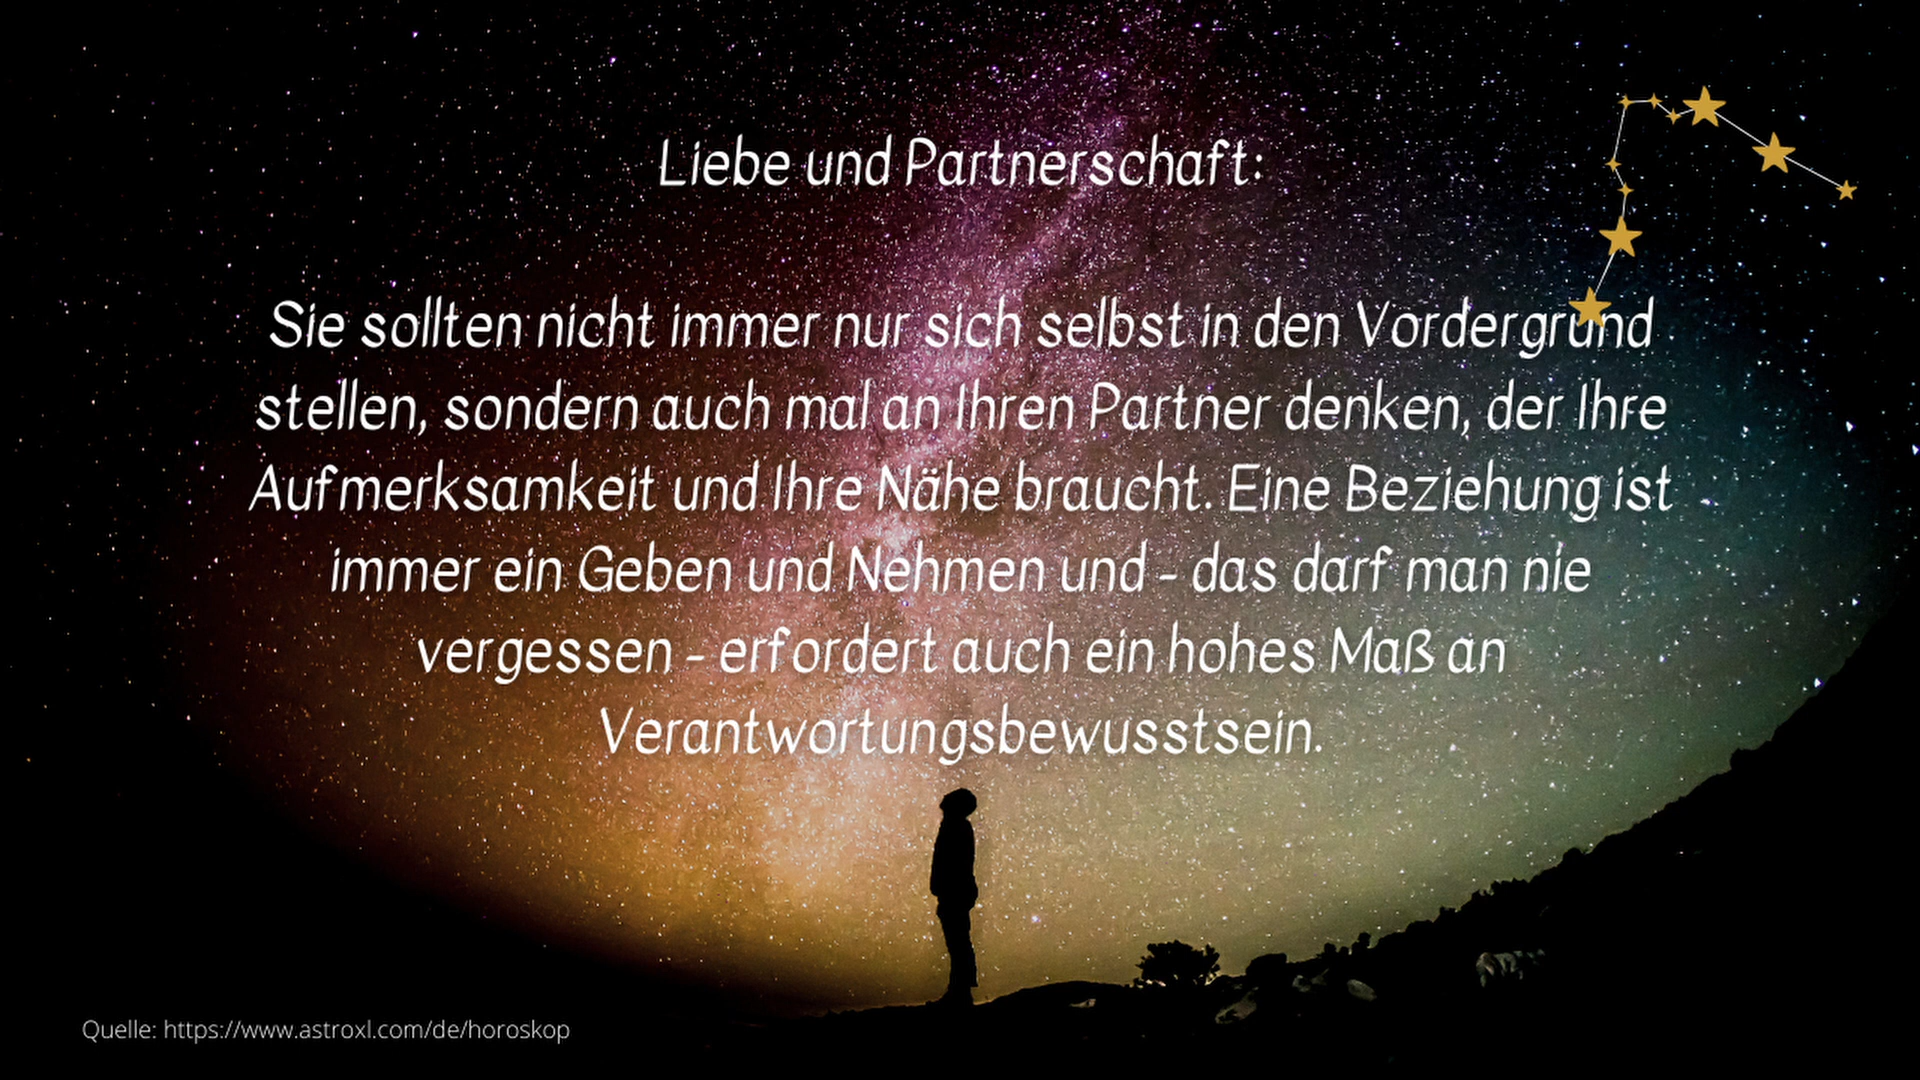 Liebe und Partnerschaft:
Sie sollten nicht immer nur sich selbst in den Vordergrund
stellen, sondern auch mal an Ihren Partner denken, der Ihre
Aufmerksamkeit und Ihre Nähe braucht. Eine Beziehung ist
immer ein Geben und Nehmen und - das darf man nie
vergessen - erfordert auch ein hohes Maß an
Verantwortungsbewusstsein.
Quelle: https://www.astroxl.com/de/horoskop